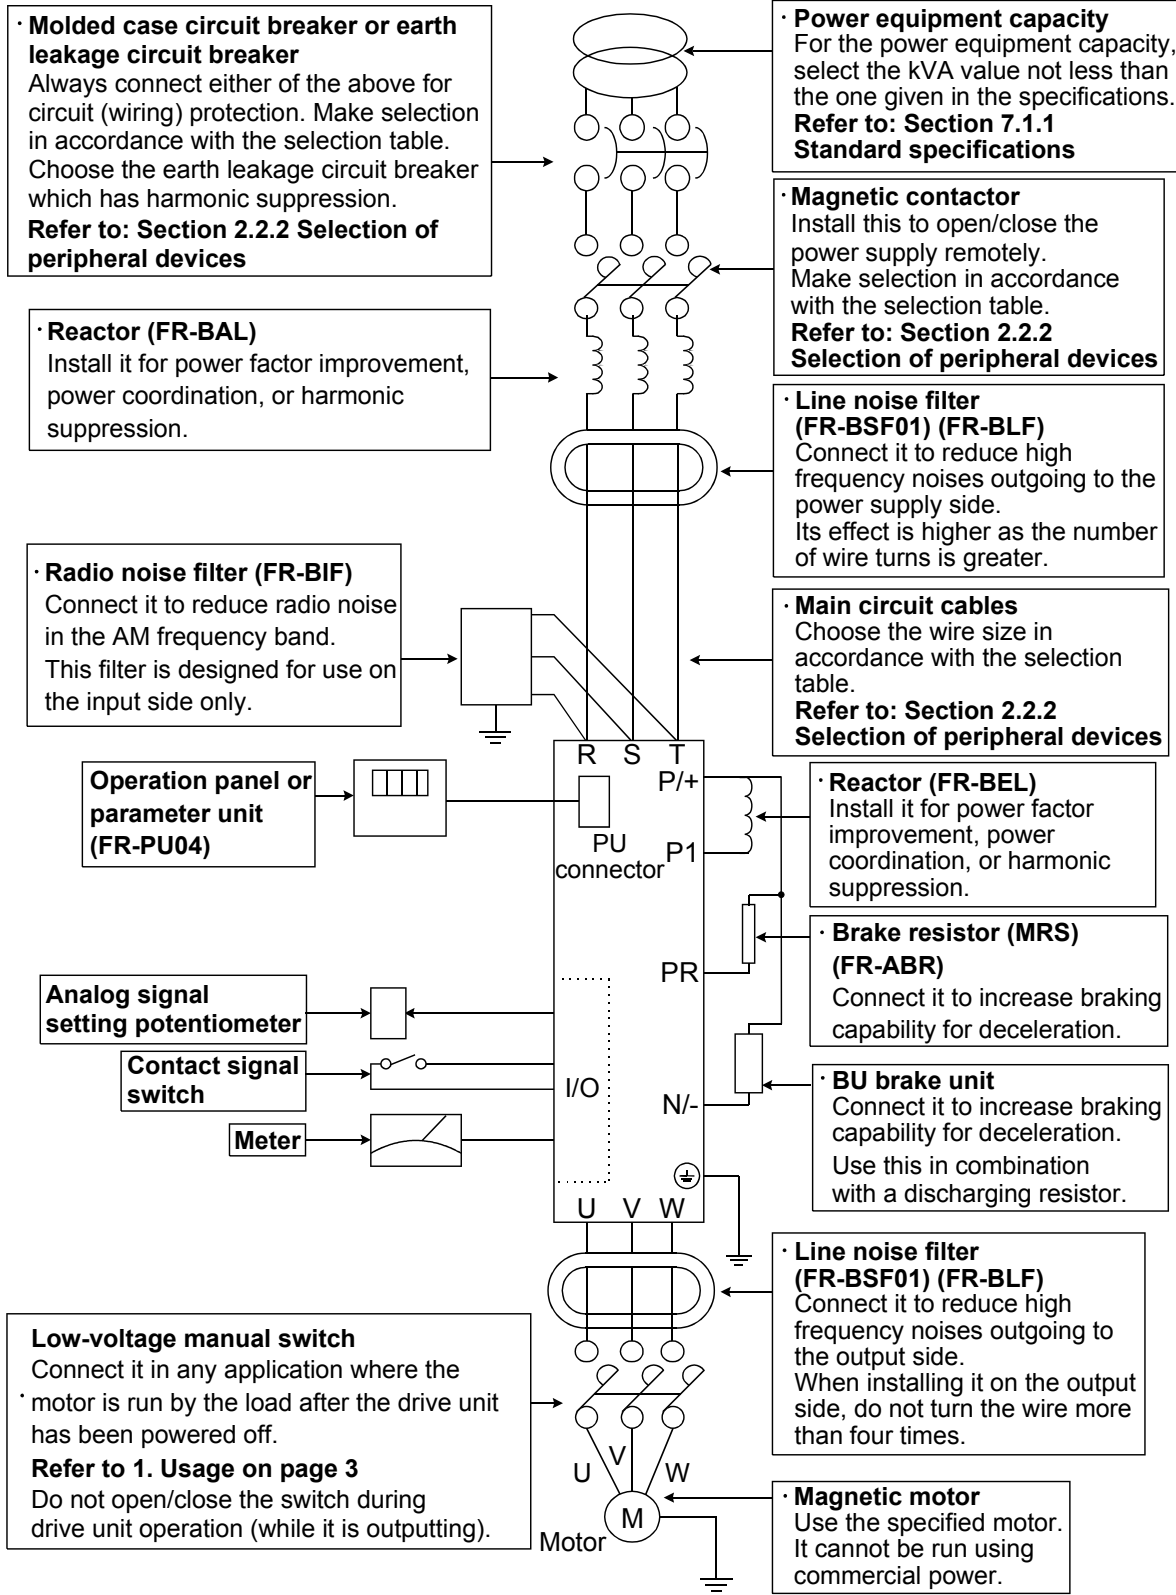 · Molded case circuit breaker or earth
leakage circuit breaker
Always connect either of the above for
circuit (wiring) protection. Make selection
in accordance with the selection table.
Choose the earth leakage circuit breaker
which has harmonic suppression.
Refer to: Section 2.2.2 Selection of
peripheral devices
· Power equipment capacity
For the power equipment capacity,
select the kVA value not less than
the one given in the specifications.
Refer to: Section 7.1.1
Standard specifications
· Magnetic contactor
Install this to open/close the
power supply remotely.
Make selection in accordance
with the selection table.
Refer to: Section 2.2.2
Selection of peripheral devices
· Reactor (FR-BAL)
Install it for power factor improvement,
power coordination, or harmonic
suppression.
· Line noise filter
(FR-BSF01) (FR-BLF)
Connect it to reduce high
frequency noises outgoing to the
power supply side.
Its effect is higher as the number
of wire turns is greater.
· Radio noise filter (FR-BIF)
Connect it to reduce radio noise
in the AM frequency band.
This filter is designed for use on
the input side only.
· Main circuit cables
Choose the wire size in
accordance with the selection
table.
Refer to: Section 2.2.2
Selection of peripheral devices
R S T
Operation panel or
parameter unit
(FR-PU04)
PU
connector
P/+
P1
· Reactor (FR-BEL)
Install it for power factor
improvement, power
coordination, or harmonic
suppression.
PR
· Brake resistor (MRS)
(FR-ABR)
Connect it to increase braking
capability for deceleration.
Analog signal
setting potentiometer
Contact signal
switch
Meter
I/O
N/-
· BU brake unit
Connect it to increase braking
capability for deceleration.
Use this in combination
with a discharging resistor.
U V W
· Line noise filter
(FR-BSF01) (FR-BLF)
Connect it to reduce high
frequency noises outgoing to
the output side.
When installing it on the output
side, do not turn the wire more
than four times.
Low-voltage manual switch
Connect it in any application where the
· motor is run by the load after the drive unit
has been powered off.
Refer to 1. Usage on page 3
Do not open/close the switch during
drive unit operation (while it is outputting).
U V W
M
Motor
· Magnetic motor
Use the specified motor.
It cannot be run using
commercial power.